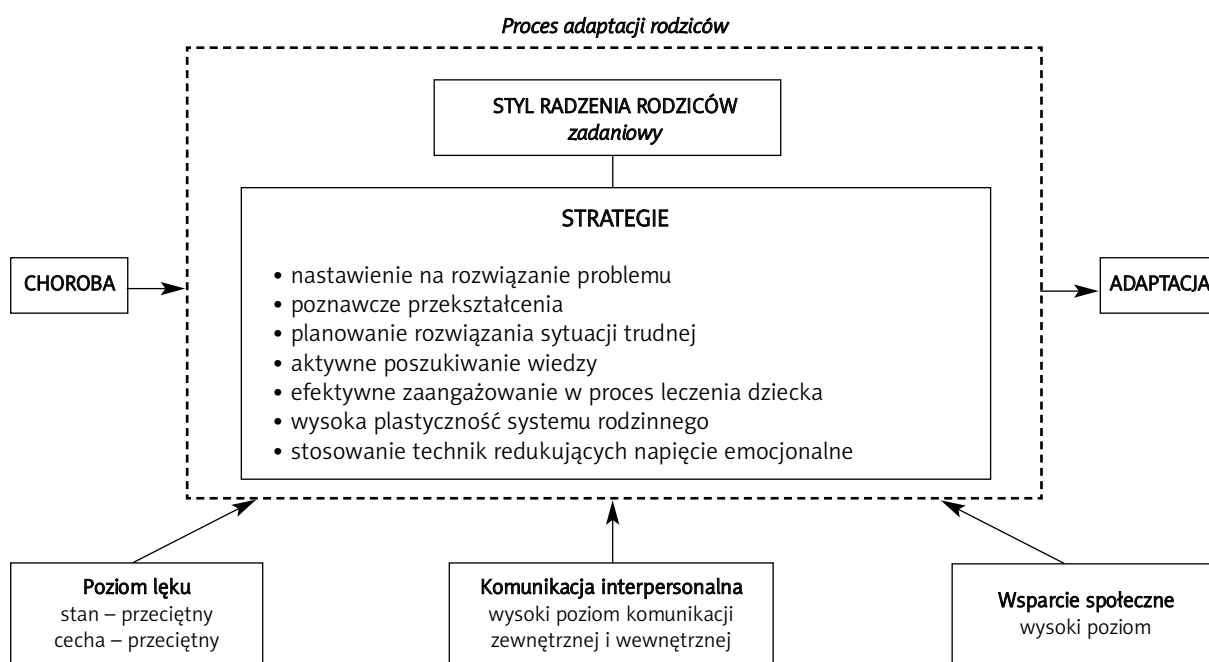 Proces adaptacji rodziców
STYL RADZENIA RODZICÓW
zadaniowy
STRATEGIE
• nastawienie na rozwiązanie problemu
• poznawcze przekształcenia
• planowanie rozwiązania sytuacji trudnej
• aktywne poszukiwanie wiedzy
• efektywne zaangażowanie w proces leczenia dziecka
• wysoka plastyczność systemu rodzinnego
• stosowanie technik redukujących napięcie emocjonalne
CHOROBA
ADAPTACJA
Poziom lęku
stan – przeciętny
cecha – przeciętny
Komunikacja interpersonalna
wysoki poziom komunikacji
zewnętrznej i wewnętrznej
Wsparcie społeczne
wysoki poziom